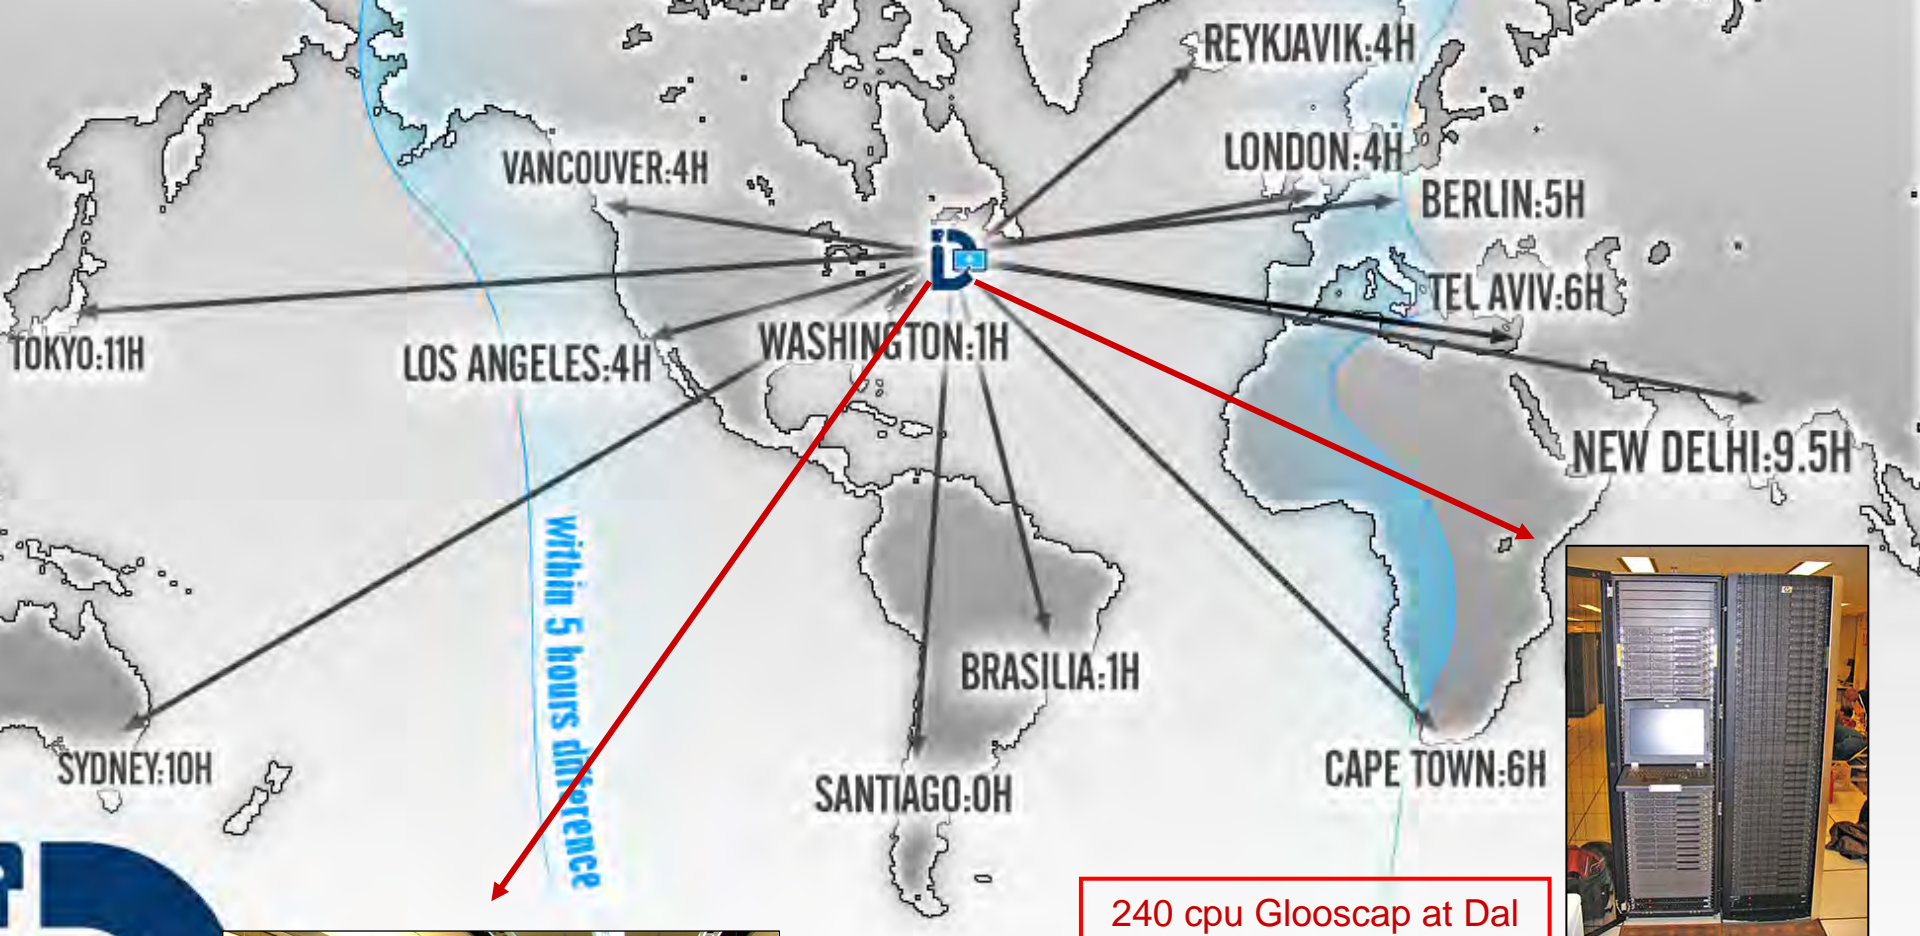 REYKJAVIK:4H
LONDON:4H
VANCOUVER:4H
BERLIN:5H
TEL AVIV:6H
WASHINGTON:1H
TOKYO:11H
LOS ANGELES:4H
NEW DELHI:9.5H
within 5 hours difference
BRASILIA:1H
SYDNEY:10H
CAPE TOWN:6H
SANTIAGO:0H
240 cpu Glooscap at Dal